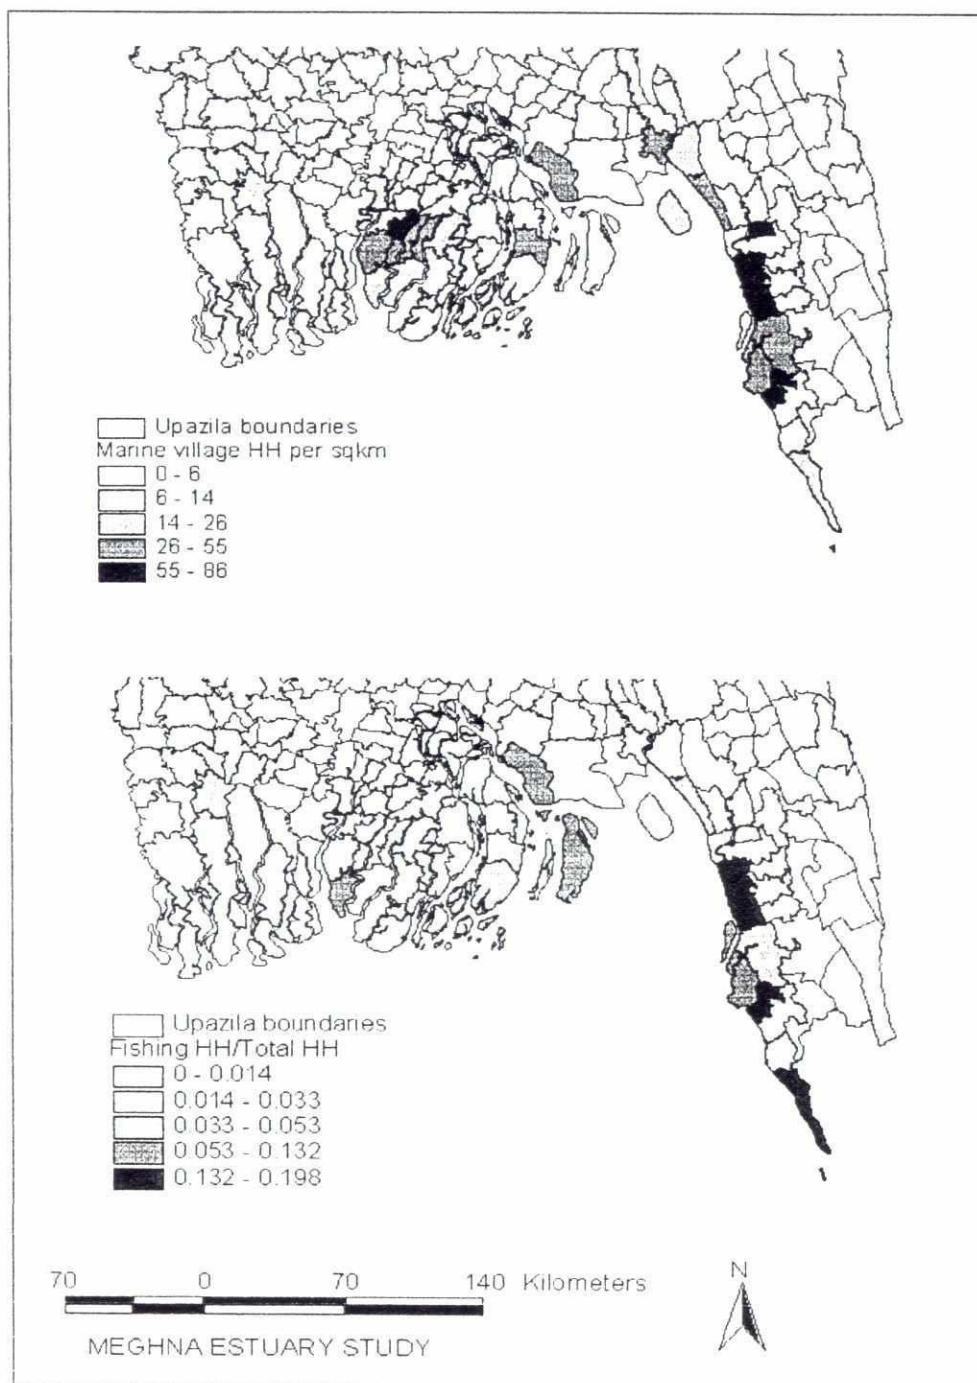 Upazila boundaries
Marine village HH per sqkm
0 - 6
6 - 14
14 - 26
26 - 55
55 - 86
Upazila boundaries
Fishing HH/Total HH
0 - 0.014
0.014 - 0.033
0.033 - 0.053
0.053 - 0.132
0.132 - 0.198
70 0 70 140 Kilometers
N
MEGHNA ESTUARY STUDY